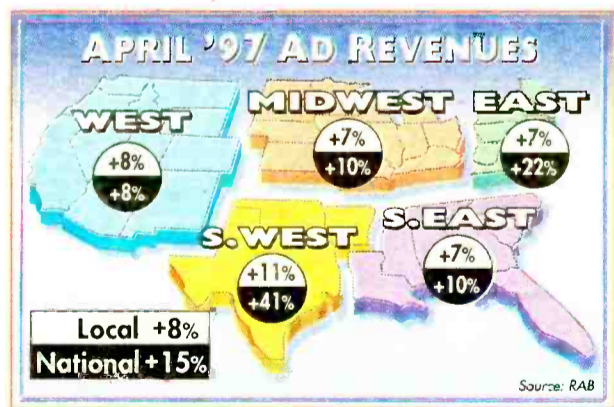 APRIL '97 AD REVENUES
WEST
+8%
+8%
MIDWEST
+7%
+10%
EAST
+7%
+22%
S.WEST
+11%
+41%
S.EAST
+7%
+10%
Local +8%
National +15%
Source: RAB